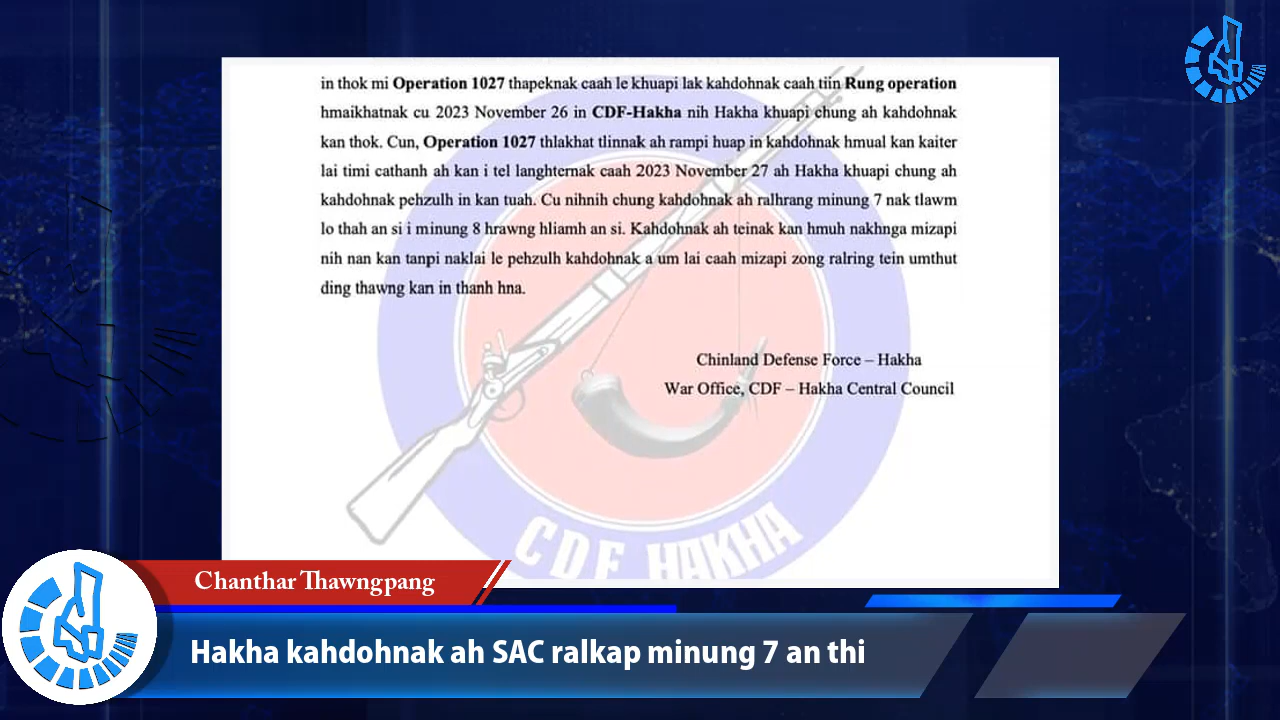 in thok mi Operation 1027 thapeknak caah le khuapi lak kahdohnak caah tiin Rung operation
hmaikhatnak cu 2023 November 26 in CDF-Hakha nih Hakha khuapi chung ah kahdohnak
kan thok. Cun, Operation 1027 thlakhat tlinnak ah rampi huap in kahdohnak hmual kan kaiter
lai timi cathanh ah kan i tel langhternak caah 2023 November 27 ah Hakha khuapi chung ah
kahdohnak pehzulh in kan tuah. Cu nihnih chung kahdohnak ah ralhrang minung 7 nak tlawm
lo thah an si i minung 8 hrawng hliamh an si. Kahdohnak ah teinak kan hmuh nakhnga mizapi
nih nan kan tanpi naklai le pehzulh kahdohnak a um lai caah mizapi zong ralring tein umthut
ding thawng kan in thanh hna.
Chinland Defense Force – Hakha
War Office, CDF – Hakha Central Council
CDF HAKHA
Chanthar Thawngpang
Hakha kahdohnak ah SAC ralkap minung 7 an thi